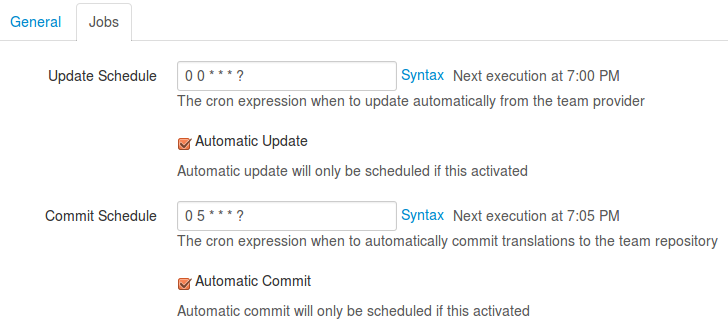 General Jobs
Update Schedule 0 0 * * * ? Syntax Next execution at 7:00 PM
The cron expression when to update automatically from the team provider
Automatic Update
Automatic update will only be scheduled if this activated
Commit Schedule 0 5 * * * ? Syntax Next execution at 7:05 PM
The cron expression when to automatically commit translations to the team repository
Automatic Commit
Automatic commit will only be scheduled if this activated